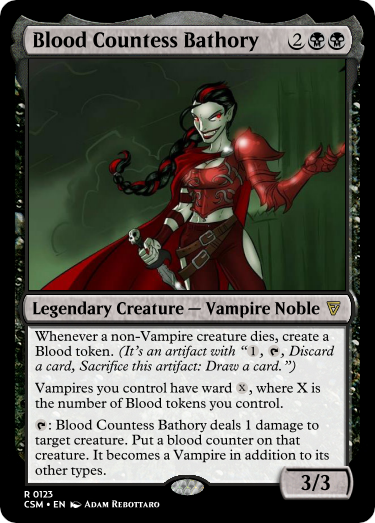 Blood Countess Bathory 2
Legendary Creature — Vampire Noble
Whenever a non-Vampire creature dies, create a
Blood token. (It's an artifact with “1, , Discard
a card, Sacrifice this artifact: Draw a card.”)
Vampires you control have ward X, where X is
the number of Blood tokens you control.
: Blood Countess Bathory deals 1 damage to
target creature. Put a blood counter on that
creature. It becomes a Vampire in addition to its
other types.
3/3
R 0123
CSM • EN ADAM REBOTTARO